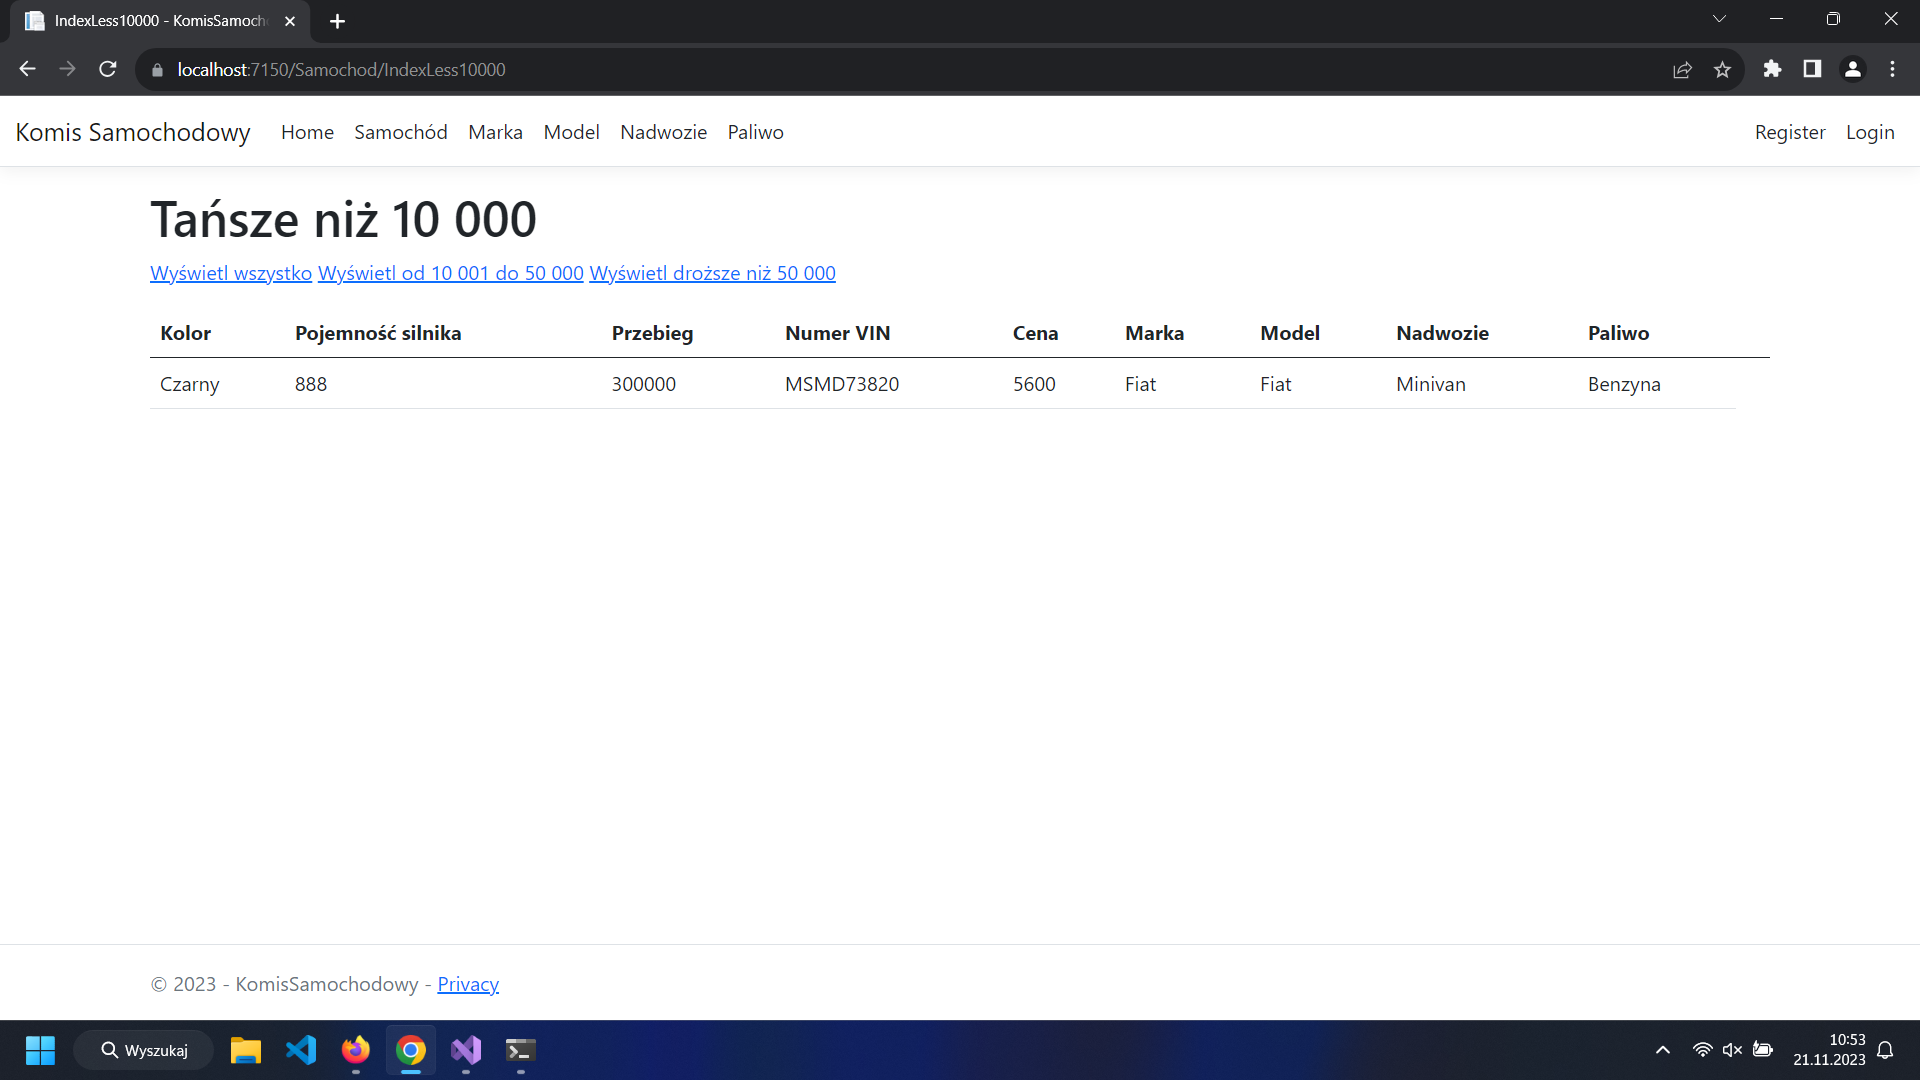 IndexLess10000 - KomisSamoch
localhost:7150/Samochod/IndexLess10000
Komis Samochodowy Home Samochód Marka Model Nadwozie Paliwo Register Login
Tańsze niż 10 000
Wyświetl wszystko Wyświetl od 10 001 do 50 000 Wyświetl droższe niż 50 000
Kolor Pojemność silnika Przebieg Numer VIN Cena Marka Model Nadwozie Paliwo
Czarny 888 300000 MSMD73820 5600 Fiat Fiat Minivan Benzyna
© 2023 - KomisSamochodowy - Privacy
Wyszukaj
10:53
21.11.2023